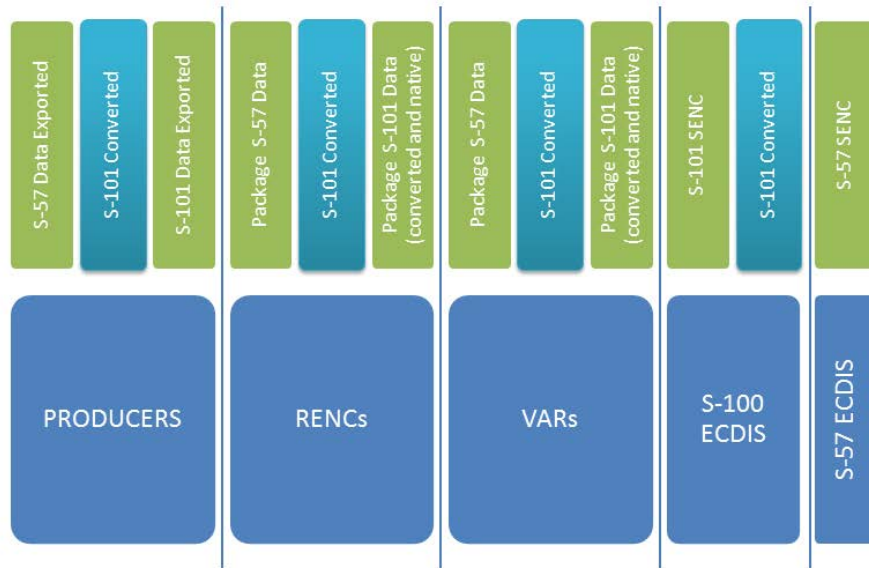 S-57 Data Exported
S-101 Converted
S-101 Data Exported
Package S-57 Data
S-101 Converted
Package S-101 Data
(converted and native)
Package S-57 Data
S-101 Converted
Package S-101 Data
(converted and native)
S-101 SENC
S-101 Converted
S-57 SENC
PRODUCERS
RENCs
VARs
S-100
ECDIS
S-57 ECDIS